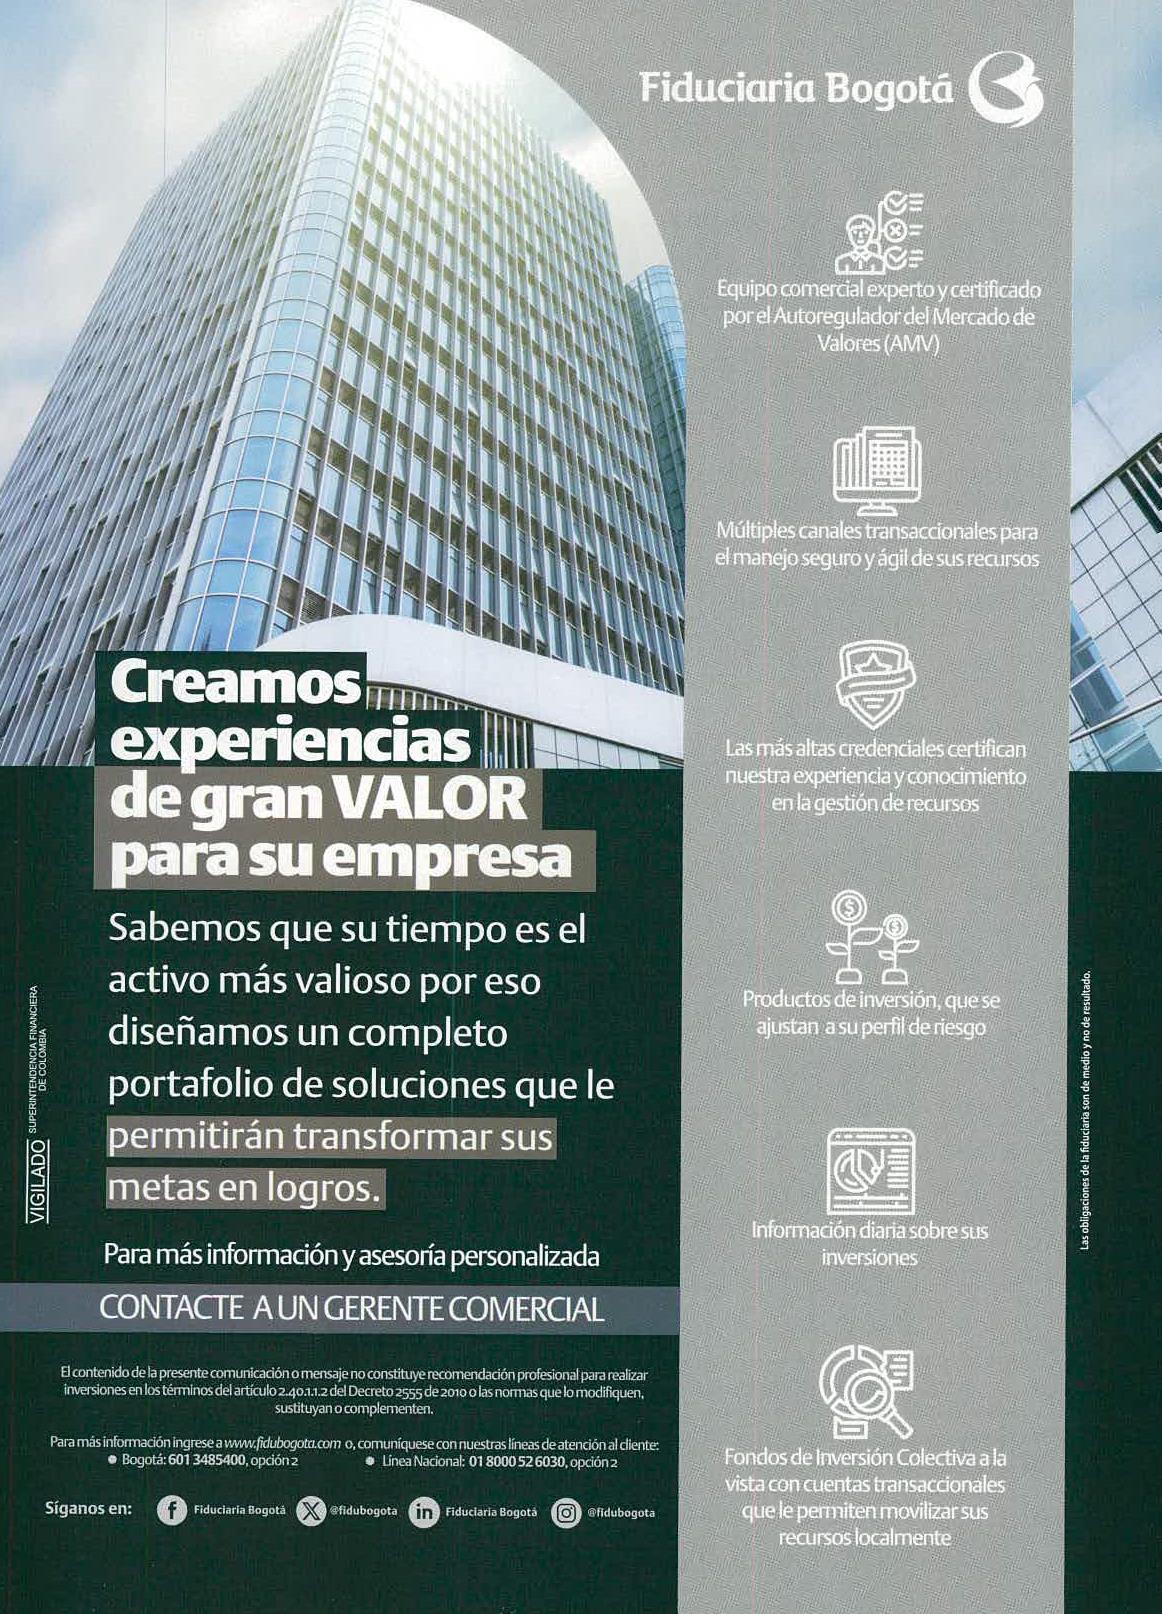 Fiduciaria Bogotá
Equipo comercial experto y certificado
por el Autoregulador del Mercado de
Valores (AMV)
Múltiples canales transaccionales para
el manejo seguro y ágil de sus recursos
Las más altas credenciales certifican
nuestra experiencia y conocimiento
en la gestión de recursos
Productos de inversión, que se
ajustan a su perfil de riesgo
Información diaria sobre sus
inversiones
Fondos de Inversión Colectiva a la
vista con cuentas transaccionales
que le permiten movilizar sus
recursos localmente
Creamos
experiencias
de gran VALOR
para su empresa
Sabemos que su tiempo es el
activo más valioso por eso
diseñamos un completo
portafolio de soluciones que le
permitirán transformar sus
metas en logros.
Para más información y asesoría personalizada
CONTACTE A UN GERENTE COMERCIAL
El contenido de la presente comunicación o mensaje no constituye recomendación profesional para realizar
inversiones en los términos del artículo 2.40.1.1.2 del Decreto 2555 de 2010 o las normas que lo modifiquen,
sustituyan o complementen.
Para más información ingrese a www.fidubogota.com o, comuníquese con nuestras líneas de atención al cliente:
● Bogotá: 601 3485400, opción 2 ● Línea Nacional: 01 8000 52 6030, opción 2
Síganos en: Fiduciaría Bogotá @fidubogota Fiduciaría Bogotá @fidubogota
VIGILADO SUPERINTENDENCIA FINANCIERA
DE COLOMBIA
Las obligaciones de la fiduciaria son de medio y no de resultado.